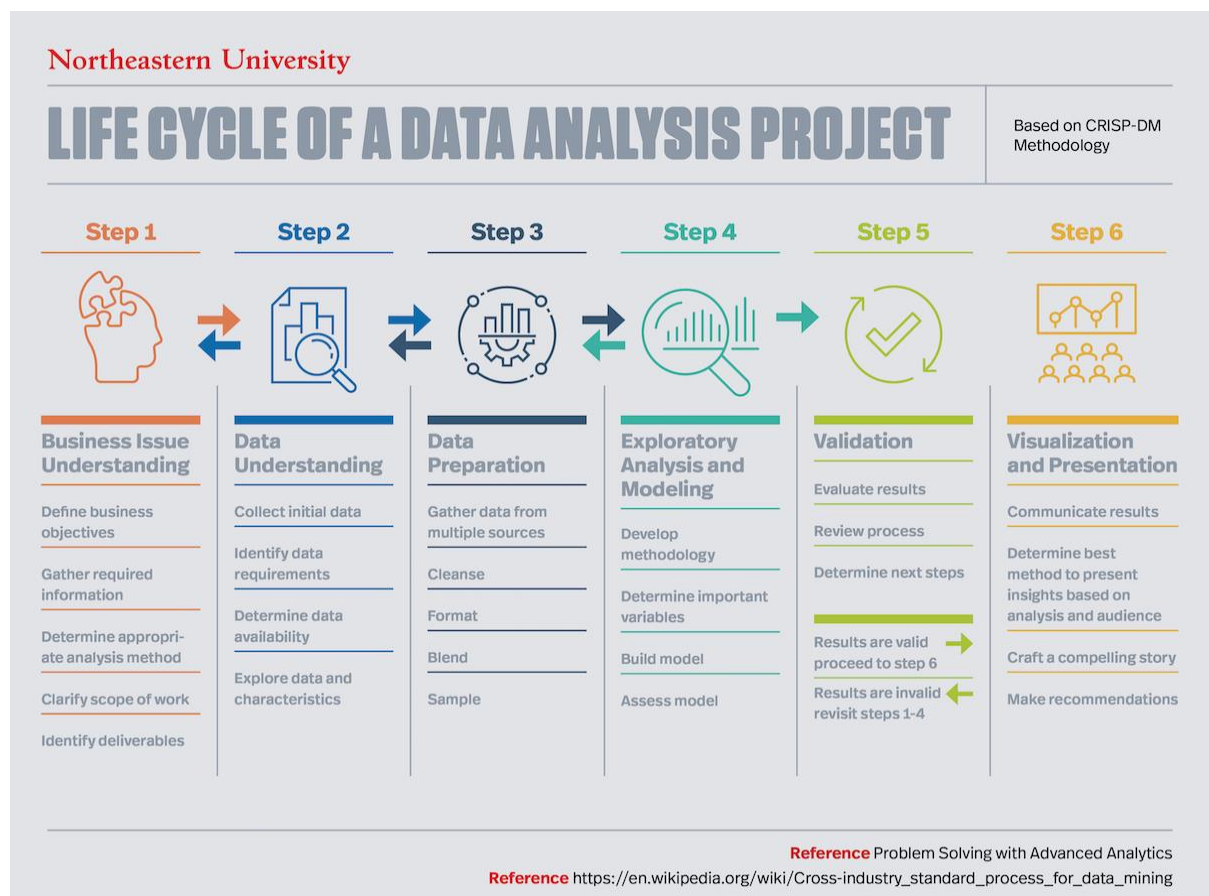 Northeastern University
LIFE CYCLE OF A DATA ANALYSIS PROJECT
Based on CRISP-DM
Methodology
Step 1
Step 2
Step 3
Step 4
Step 5
Step 6
Business Issue
Understanding
Define business
objectives
Gather required
information
Determine appropri-
ate analysis method
Clarify scope of work
Identify deliverables
Data
Understanding
Collect initial data
Identify data
requirements
Determine data
availability
Explore data and
characteristics
Data
Preparation
Gather data from
multiple sources
Cleanse
Format
Blend
Sample
Exploratory
Analysis and
Modeling
Develop
methodology
Determine important
variables
Build model
Assess model
Validation
Evaluate results
Review process
Determine next steps
Results are valid
proceed to step 6
Results are invalid
revisit steps 1-4
Visualization
and Presentation
Communicate results
Determine best
method to present
insights based on
analysis and audience
Craft a compelling story
Make recommendations
Reference Problem Solving with Advanced Analytics
Reference https://en.wikipedia.org/wiki/Cross-industry_standard_process_for_data_mining